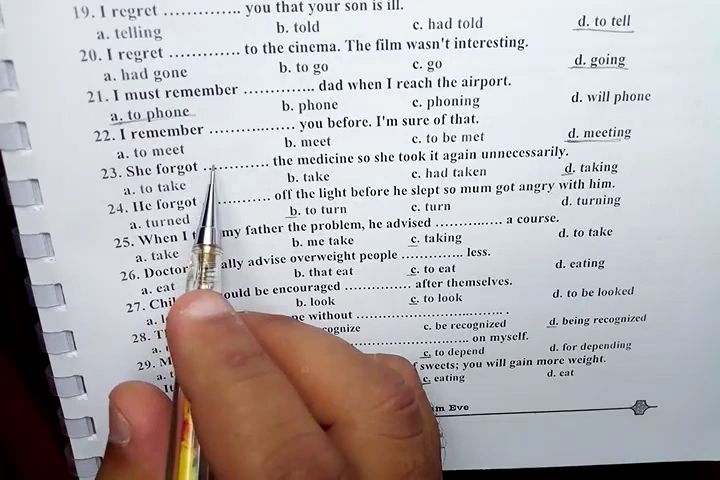 19. I regret .............. you that your son is ill.
a. telling b. told c. had told d. to tell
20. I regret ............. to the cinema. The film wasn't interesting.
a. had gone b. to go c. go d. going
21. I must remember ............. dad when I reach the airport.
a. to phone b. phone c. phoning d. will phone
22. I remember ................ you before. I'm sure of that.
a. to meet b. meet c. to be met d. meeting
23. She forgot ............. the medicine so she took it again unnecessarily.
a. to take b. take c. had taken d. taking
24. He forgot ............ off the light before he slept so mum got angry with him.
a. turned b. to turn c. turn d. turning
25. When I my father the problem, he advised ............... a course.
a. take b. me take c. taking d. to take
26. Doctor ally advise overweight people ............. less.
a. eat b. that eat c. to eat d. eating
27. Chi ould be encouraged .............. after themselves.
b. look c. to look d. to be looked
28. without ................................ .
c. be recognized d. being recognized
on myself.
c. to depend d. for depending
29. sweets; you will gain more weight.
c. eating d. eat
Eve